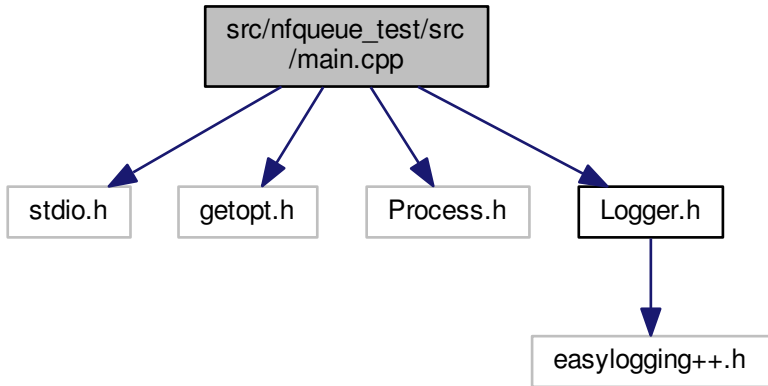 src/nfqueue_test/src
/main.cpp
stdio.h
getopt.h
Process.h
Logger.h
easylogging++.h